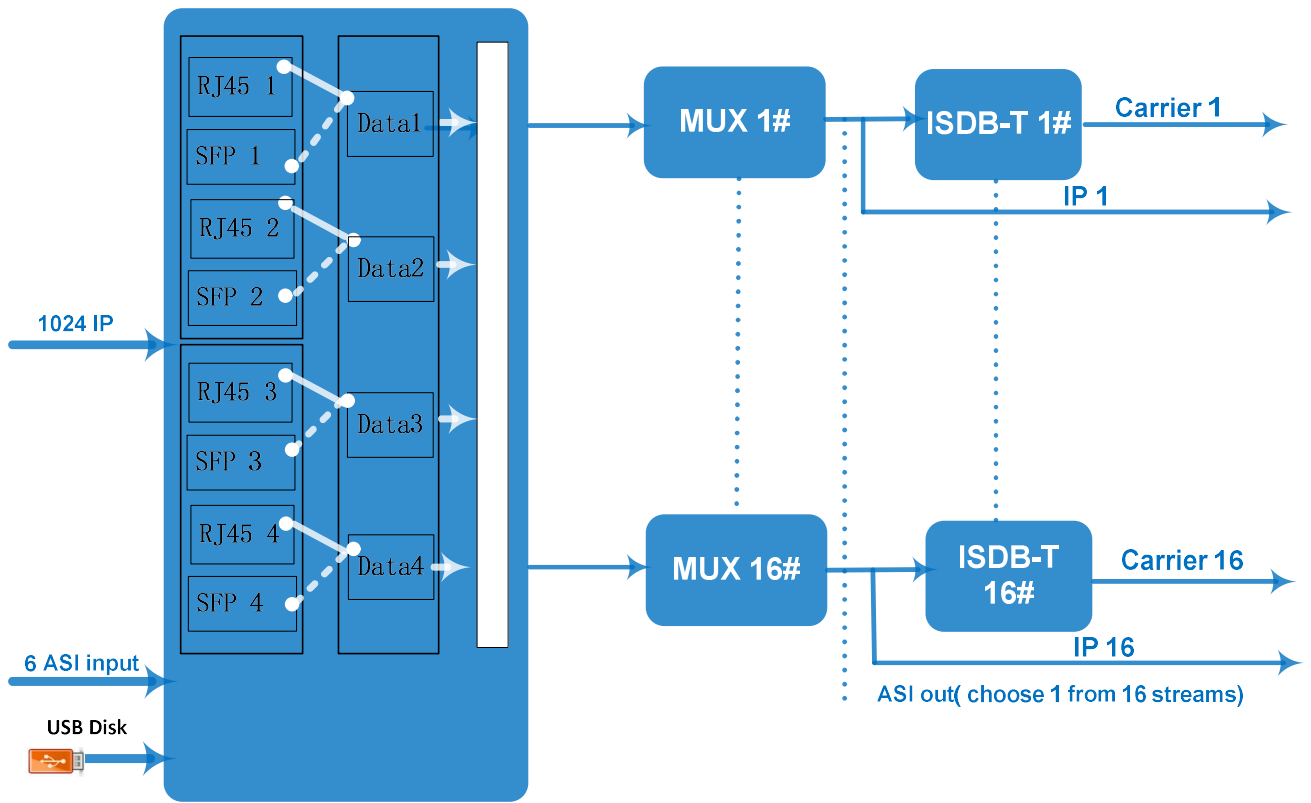 RJ45 1
SFP 1
RJ45 2
SFP 2
RJ45 3
SFP 3
RJ45 4
SFP 4
Data1
Data2
Data3
Data4
1024 IP
6 ASI input
USB Disk
MUX 1#
ISDB-T 1#
Carrier 1
IP 1
MUX 16#
ISDB-T
16#
Carrier 16
IP 16
ASI out( choose 1 from 16 streams)